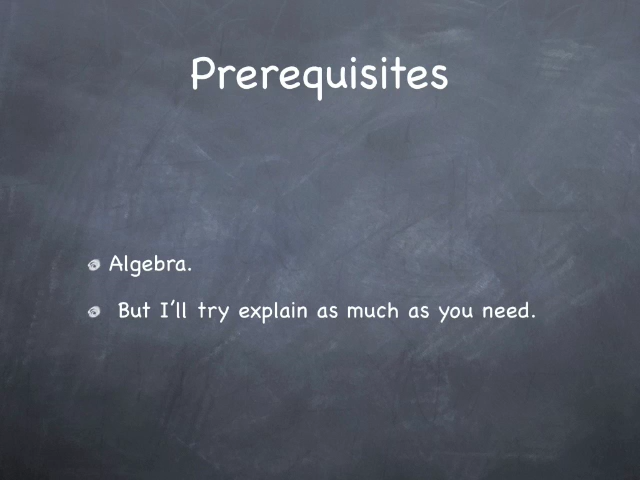 Prerequisites
Algebra.
But I'll try explain as much as you need.